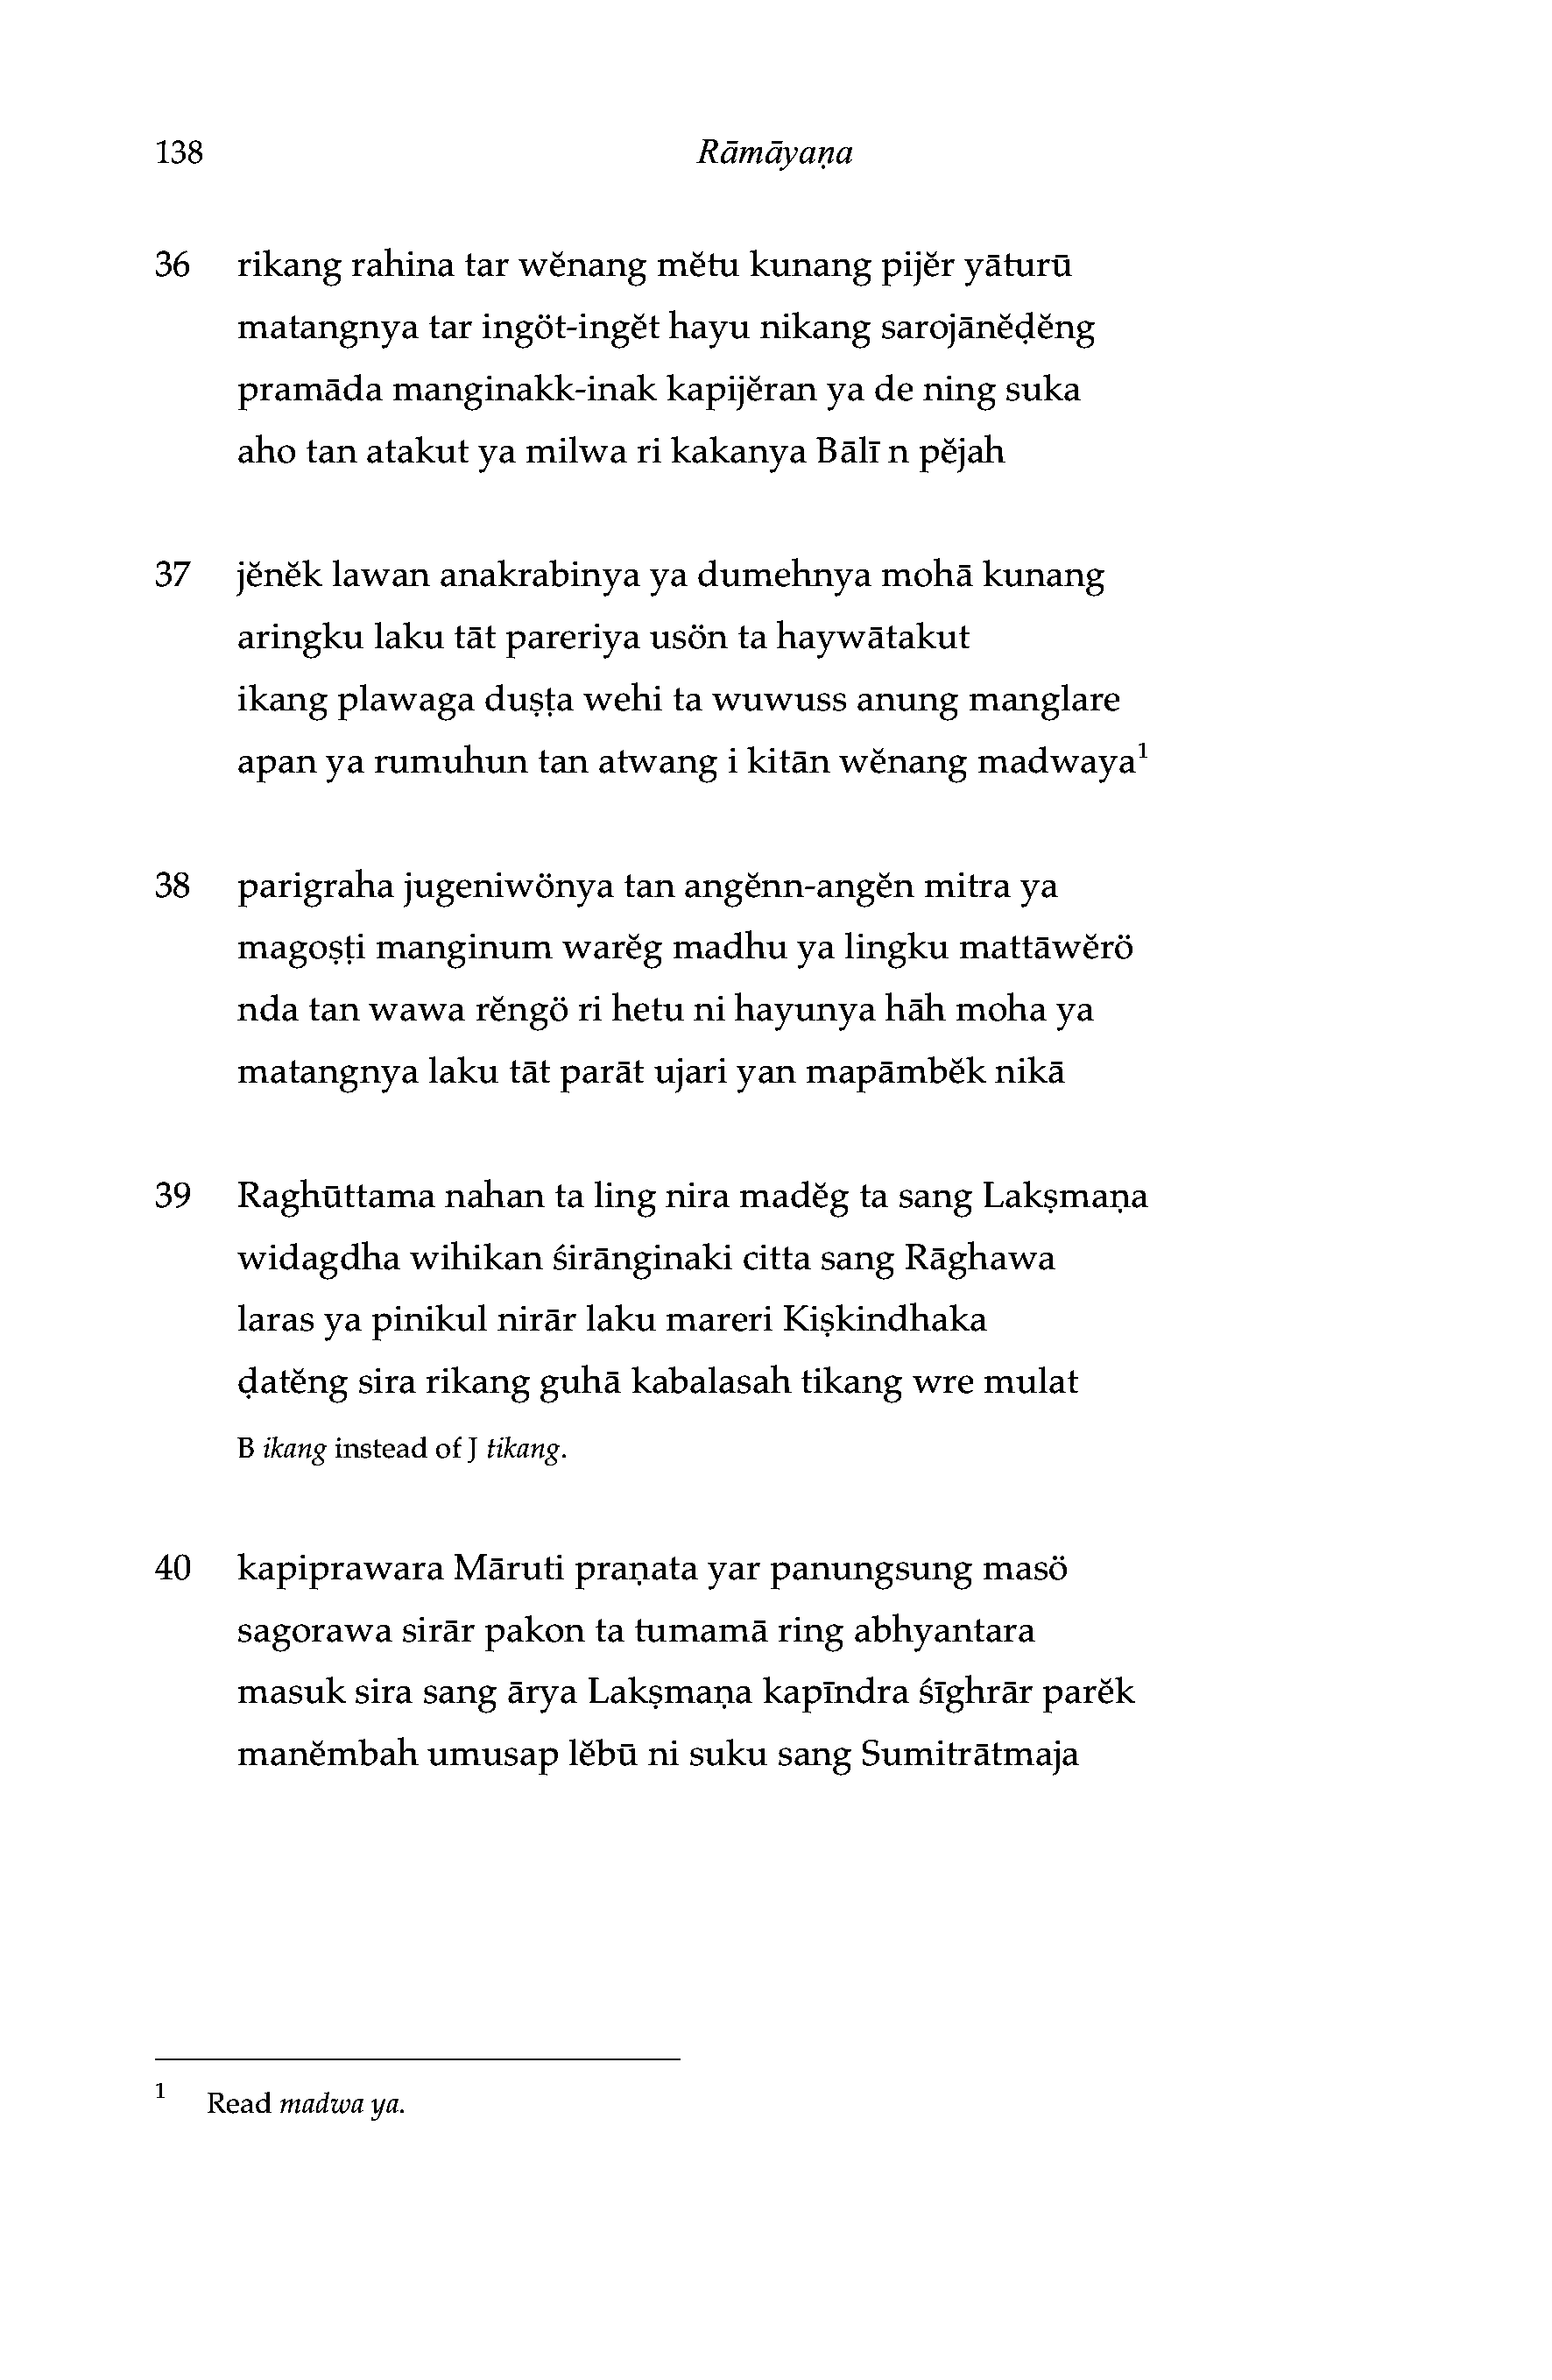 138 Rāmāyaṇa
36 rikang rahina tar wĕnang mĕtu kunang pijĕr yāturū
matangnya tar ingöt-ingĕt hayu nikang sarojānĕḍĕng
pramāda manginakk-inak kapijĕran ya de ning suka
aho tan atakut ya milwa ri kakanya Bālī n pĕjah
37 jĕnĕk lawan anakrabinya ya dumehnya mohā kunang
aringku laku tāt pareriya usön ta haywātakut
ikang plawaga duṣṭa wehi ta wuwuss anung manglare
apan ya rumuhun tan atwang i kitān wĕnang madwaya¹
38 parigraha jugeniwönya tan angĕnn-angĕn mitra ya
magoṣṭi manginum warĕg madhu ya lingku mattāwĕrö
nda tan wawa rĕngö ri hetu ni hayunya hāh moha ya
matangnya laku tāt parāt ujari yan mapāmbĕk nikā
39 Raghūttama nahan ta ling nira madĕg ta sang Lakṣmaṇa
widagdha wihikan śirānginaki citta sang Rāghawa
laras ya pinikul nirār laku mareri Kiṣkindhaka
ḍatĕng sira rikang guhā kabalasah tikang wre mulat
B ikang instead of J tikang.
40 kapiprawara Māruti praṇata yar panungsung masö
sagorawa sirār pakon ta tumamā ring abhyantara
masuk sira sang ārya Lakṣmaṇa kapīndra śīghrār parĕk
manĕmbah umusap lĕbū ni suku sang Sumitrātmaja
¹ Read madwa ya.